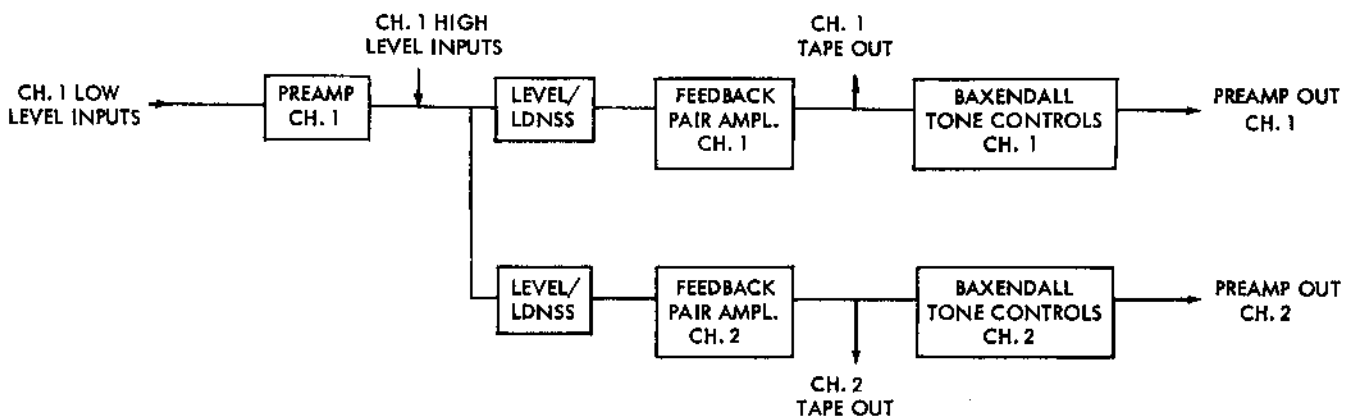 CH. 1 HIGH
LEVEL INPUTS
CH. 1
TAPE OUT
CH. 1 LOW
LEVEL INPUTS
PREAMP
CH. 1
LEVEL/
LDNSS
FEEDBACK
PAIR AMPL.
CH. 1
BAXENDALL
TONE CONTROLS
CH. 1
PREAMP OUT
CH. 1
LEVEL/
LDNSS
FEEDBACK
PAIR AMPL.
CH. 2
BAXENDALL
TONE CONTROLS
CH. 2
PREAMP OUT
CH. 2
CH. 2
TAPE OUT